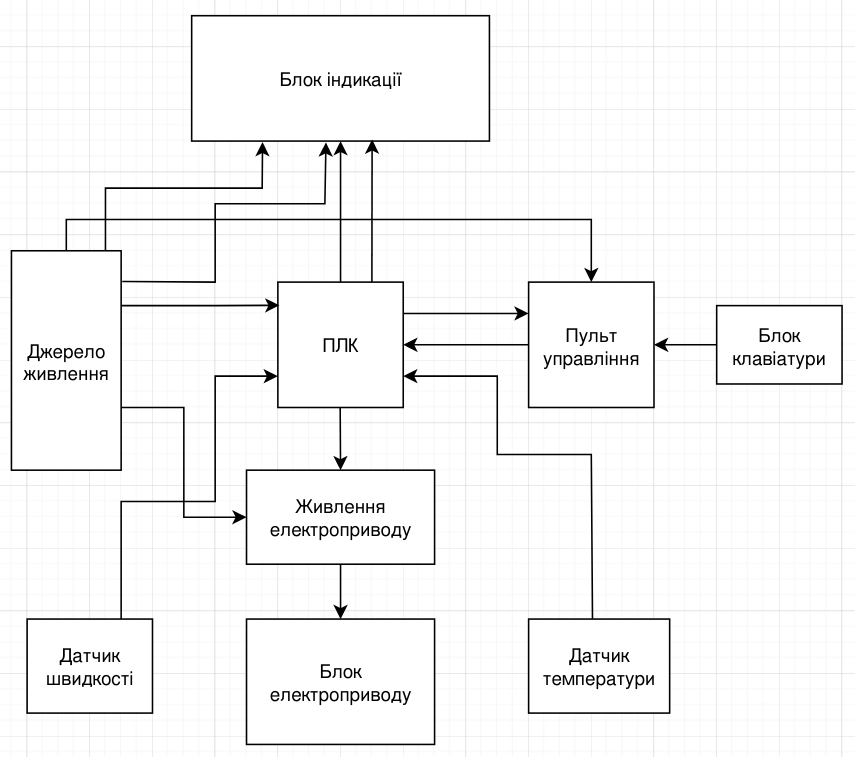 Блок індикації
Джерело
живлення
ПЛК
Пульт
управління
Блок
клавіатури
Живлення
електроприводу
Датчик
швидкості
Блок
електроприводу
Датчик
температури